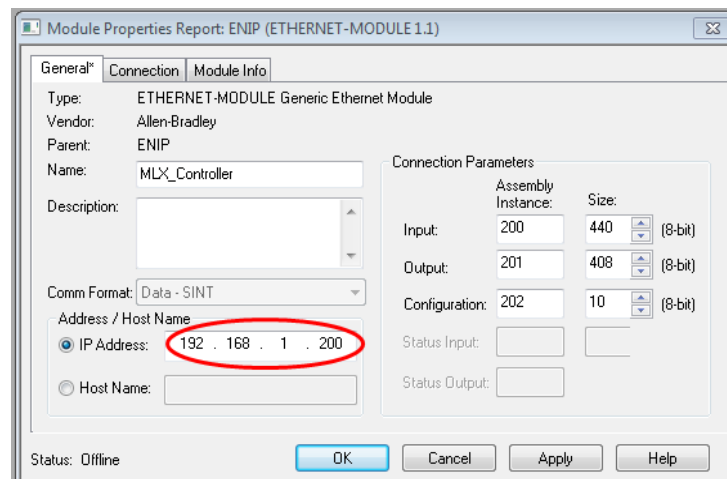 Module Properties Report: ENIP (ETHERNET-MODULE 1.1)
General* Connection Module Info
Type: ETHERNET-MODULE Generic Ethernet Module
Vendor: Allen-Bradley
Parent: ENIP
Name: MLX_Controller
Description:
Comm Format: Data - SINT
Address / Host Name
IP Address: 192 . 168 . 1 . 200
Host Name:
Connection Parameters
Assembly
Instance: Size:
Input: 200 440 (8-bit)
Output: 201 408 (8-bit)
Configuration: 202 10 (8-bit)
Status Input:
Status Output:
Status: Offline
OK Cancel Apply Help